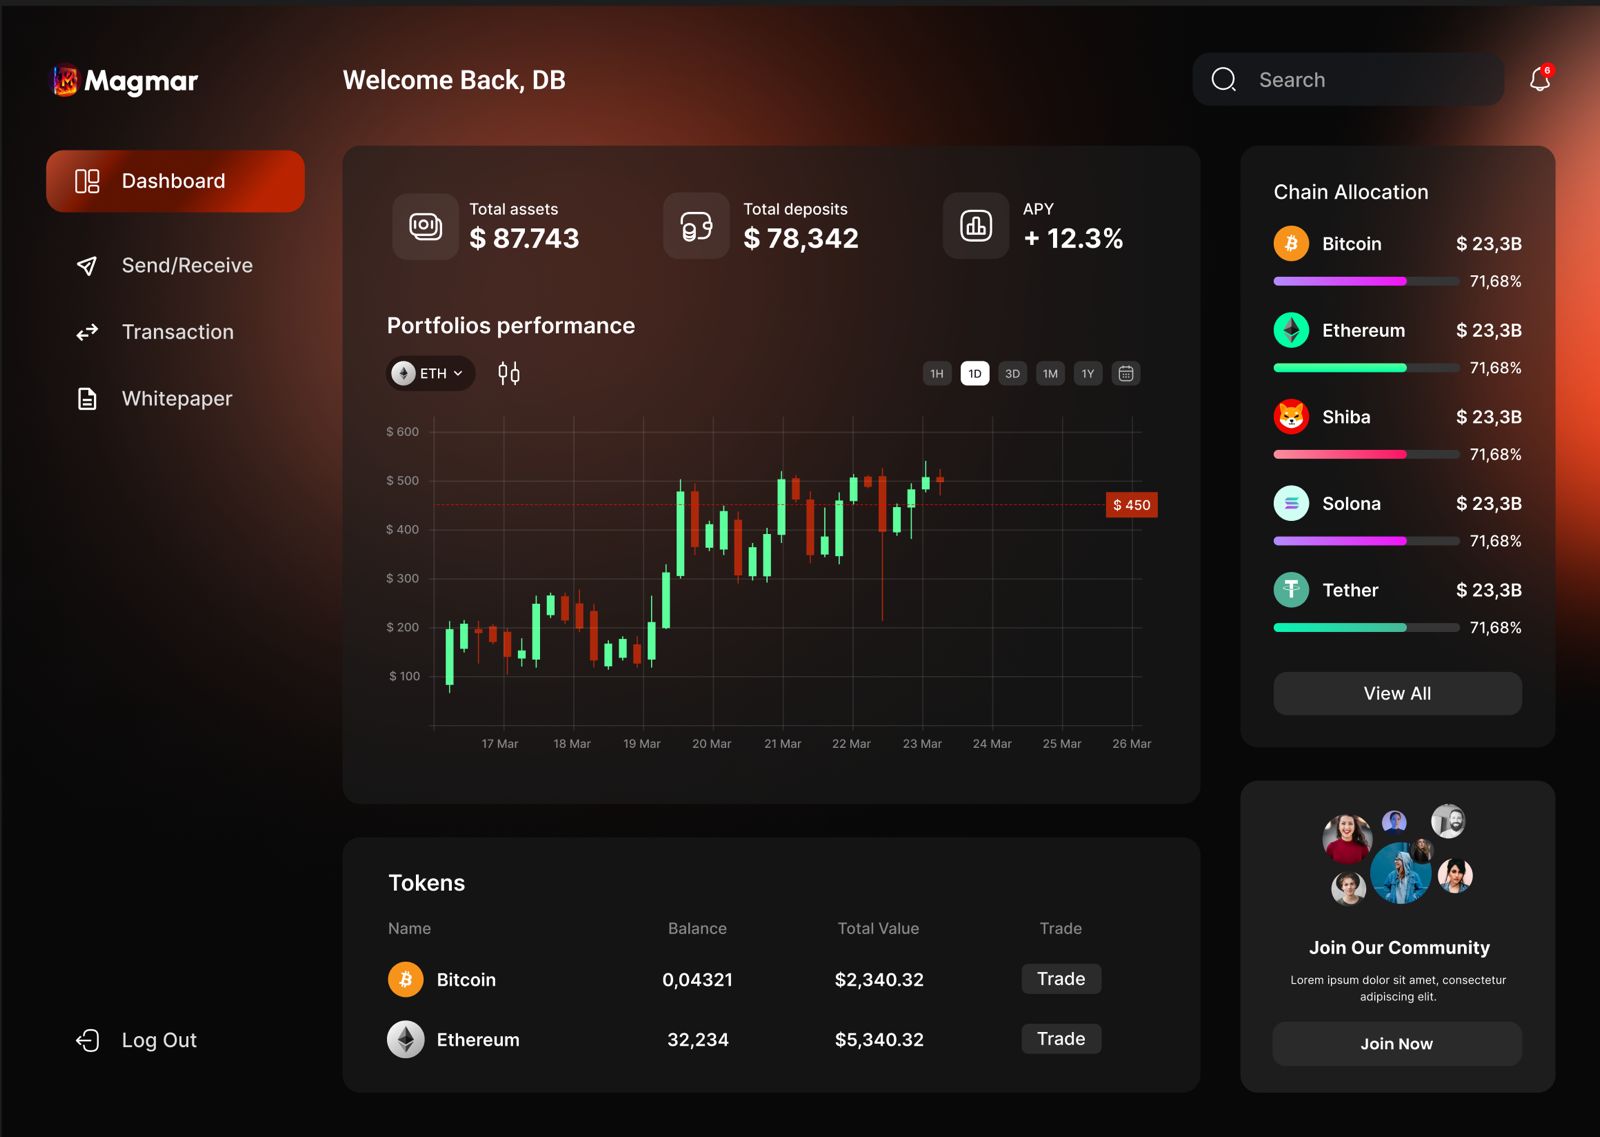 Magmar
Welcome Back, DB
Search
6
Dashboard
Send/Receive
Transaction
Whitepaper
Log Out
Total assets
$ 87.743
Total deposits
$ 78,342
APY
+ 12.3%
Portfolios performance
ETH
1H 1D 3D 1M 1Y
$ 600
$ 500
$ 450
$ 400
$ 300
$ 200
$ 100
17 Mar 18 Mar 19 Mar 20 Mar 21 Mar 22 Mar 23 Mar 24 Mar 25 Mar 26 Mar
Chain Allocation
Bitcoin $ 23,3B
71,68%
Ethereum $ 23,3B
71,68%
Shiba $ 23,3B
71,68%
Solona $ 23,3B
71,68%
Tether $ 23,3B
71,68%
View All
Tokens
Name Balance Total Value Trade
Bitcoin 0,04321 $2,340.32 Trade
Ethereum 32,234 $5,340.32 Trade
Join Our Community
Lorem ipsum dolor sit amet, consectetur
adipiscing elit.
Join Now